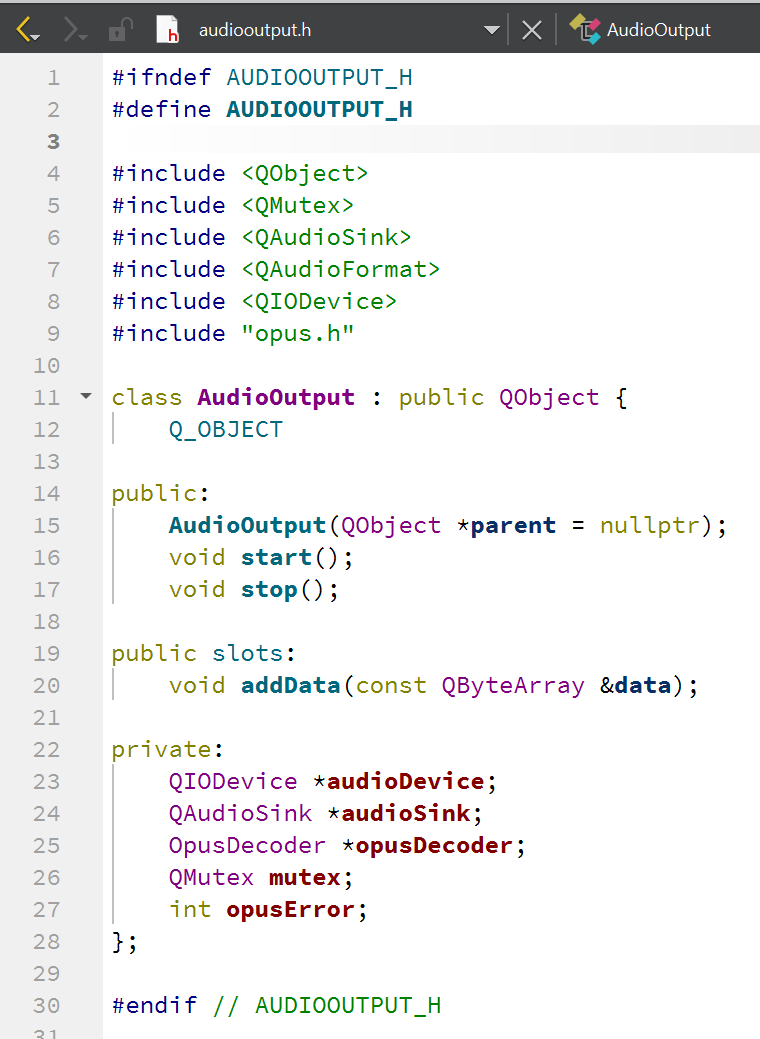 audiooutput.h AudioOutput
1 #ifndef AUDIOOUTPUT_H
2 #define AUDIOOUTPUT_H
3
4 #include <QObject>
5 #include <QMutex>
6 #include <QAudioSink>
7 #include <QAudioFormat>
8 #include <QIODevice>
9 #include "opus.h"
10
11 class AudioOutput : public QObject {
12     Q_OBJECT
13
14 public:
15     AudioOutput(QObject *parent = nullptr);
16     void start();
17     void stop();
18
19 public slots:
20     void addData(const QByteArray &data);
21
22 private:
23     QIODevice *audioDevice;
24     QAudioSink *audioSink;
25     OpusDecoder *opusDecoder;
26     QMutex mutex;
27     int opusError;
28 };
29
30 #endif // AUDIOOUTPUT_H
31